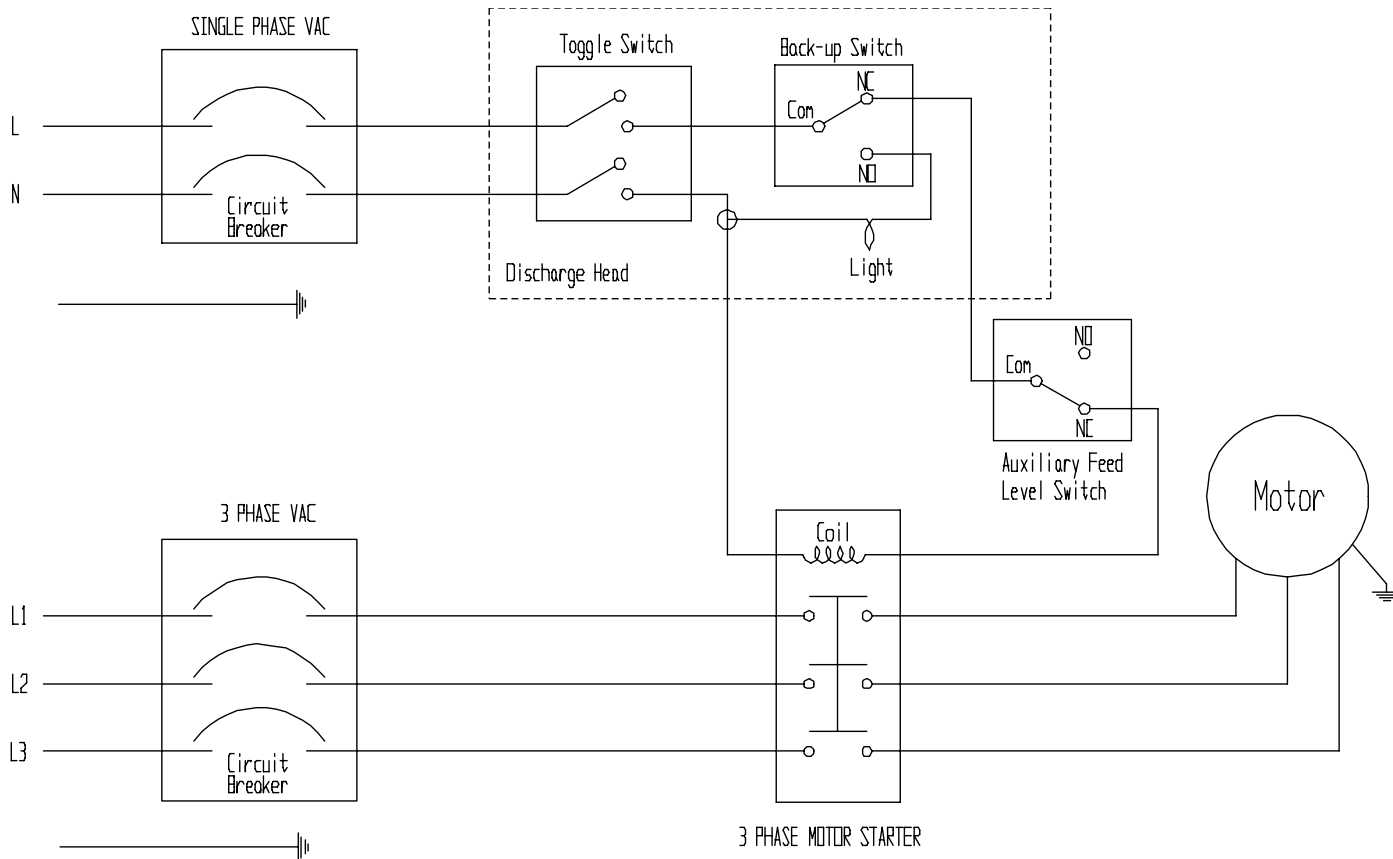 SINGLE PHASE VAC
Toggle Switch
Back-up Switch
NC
Com
L
NO
N
Circuit
Breaker
Discharge Head
Light
NO
Com
NC
Auxiliary Feed
Level Switch
Motor
3 PHASE VAC
Coil
L1
L2
L3
Circuit
Breaker
3 PHASE MOTOR STARTER